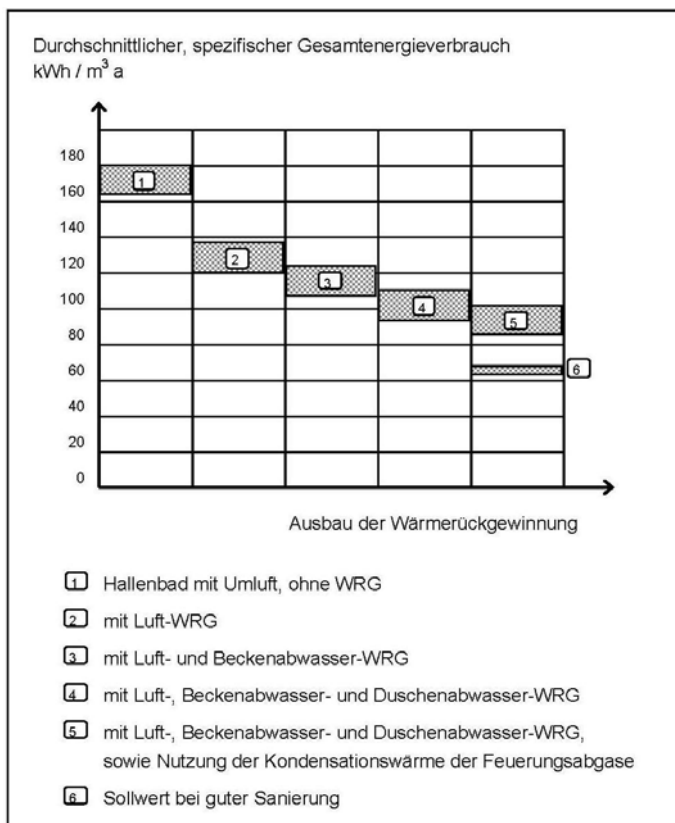 Durchschnittlicher, spezifischer Gesamtenergieverbrauch
kWh / m³ a
180
160
140
120
100
80
60
40
20
0
1
2
3
4
5
6
Ausbau der Wärmerückgewinnung
1 Hallenbad mit Umluft, ohne WRG
2 mit Luft-WRG
3 mit Luft- und Beckenabwasser-WRG
4 mit Luft-, Beckenabwasser- und Duschenabwasser-WRG
5 mit Luft-, Beckenabwasser- und Duschenabwasser-WRG,
sowie Nutzung der Kondensationswärme der Feuerungsabgase
6 Sollwert bei guter Sanierung